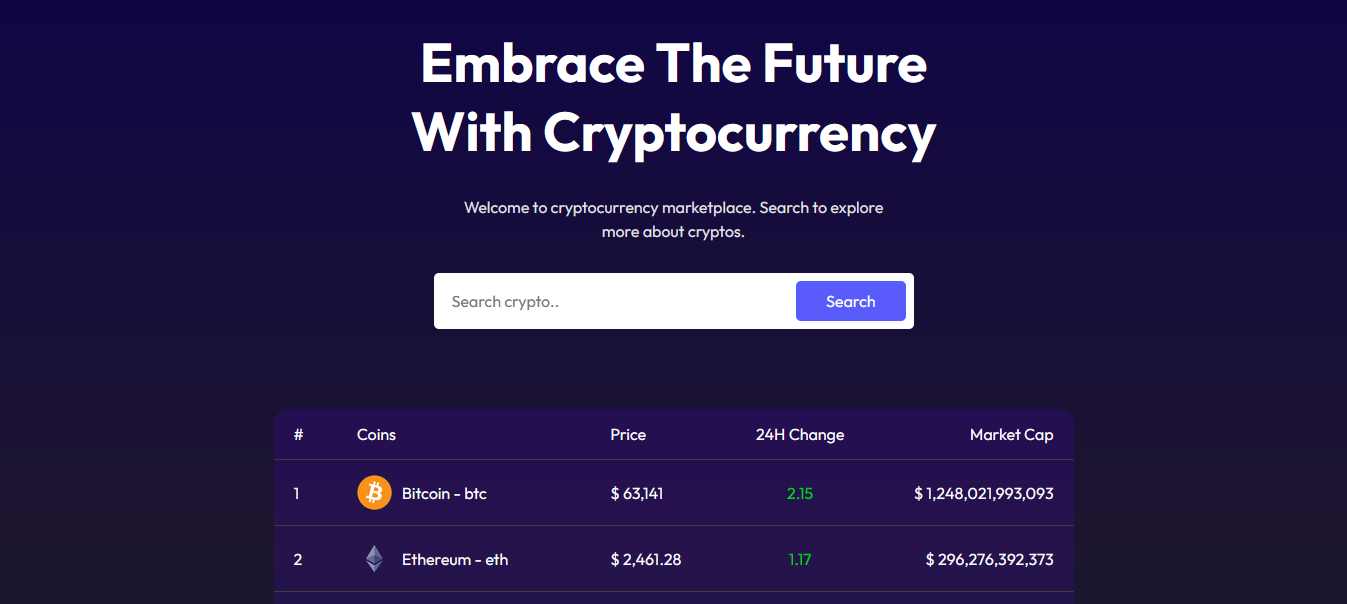 Embrace The Future
With Cryptocurrency
Welcome to cryptocurrency marketplace. Search to explore
more about cryptos.
Search crypto.. Search
# Coins Price 24H Change Market Cap
1 Bitcoin - btc $ 63,141 2.15 $ 1,248,021,993,093
2 Ethereum - eth $ 2,461.28 1.17 $ 296,276,392,373